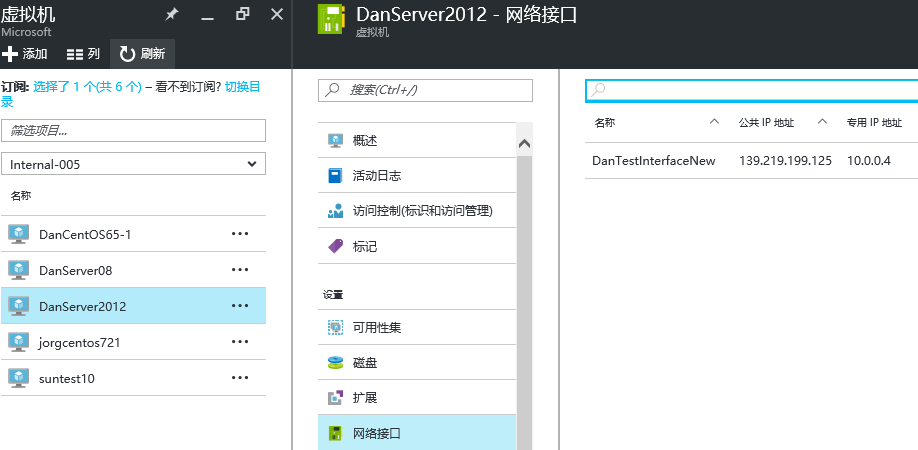 虚拟机
Microsoft
添加 列 刷新
订阅: 选择了 1 个(共 6 个) – 看不到订阅? 切换目
录
筛选项目...
Internal-005
名称
DanCentOS65-1 •••
DanServer08 •••
DanServer2012 •••
jorgcentos721 •••
suntest10 •••
DanServer2012 - 网络接口
虚拟机
搜索(Ctrl+/)
概述
活动日志
访问控制(标识和访问管理)
标记
设置
可用性集
磁盘
扩展
网络接口
名称 公共 IP 地址 专用 IP 地址
DanTestInterfaceNew 139.219.199.125 10.0.0.4